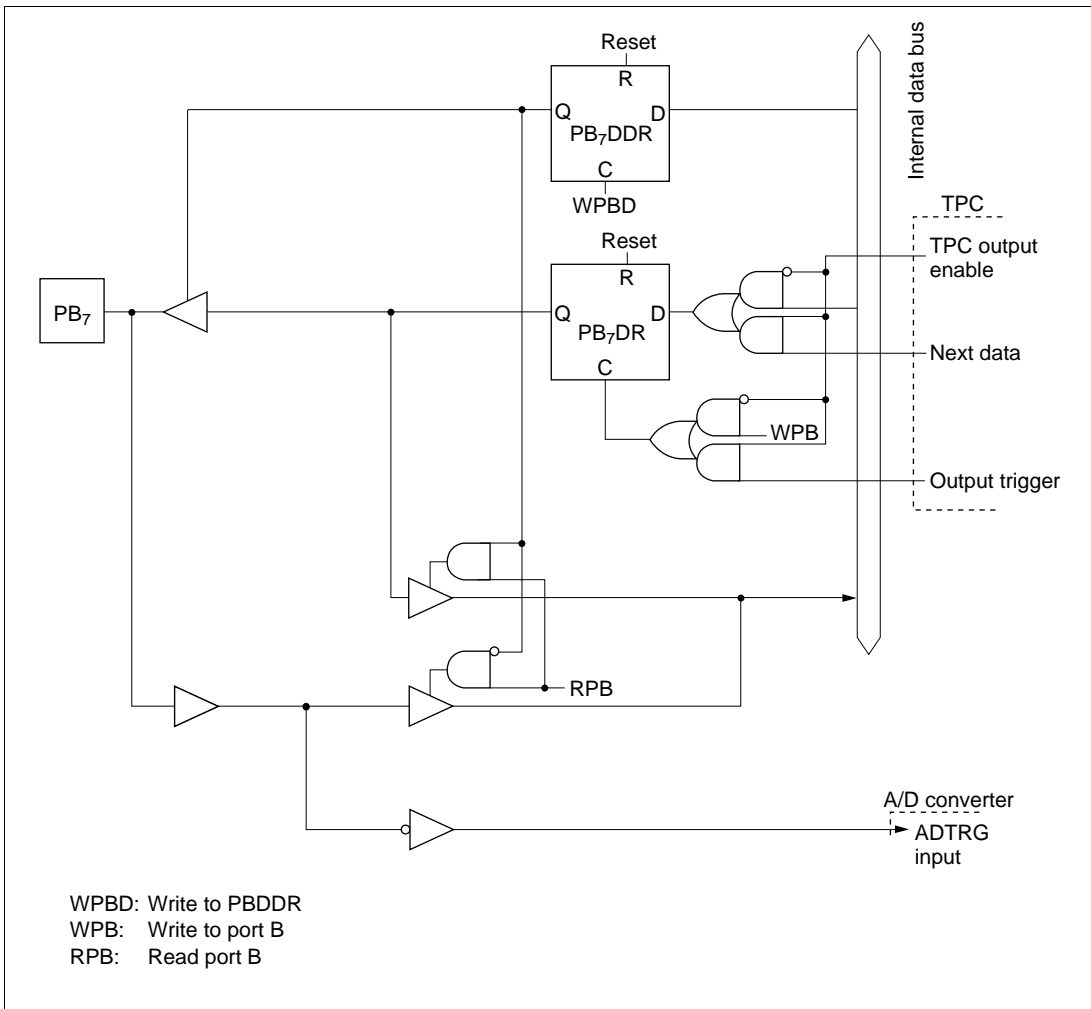 Reset
R
Q
D
PB₇DDR
C
WPBD
Internal data bus
TPC
TPC output
enable
Reset
R
PB₇
Q
D
PB₇DR
C
Next data
WPB
Output trigger
RPB
A/D converter
ADTRG
input
WPBD: Write to PBDDR
WPB: Write to port B
RPB: Read port B